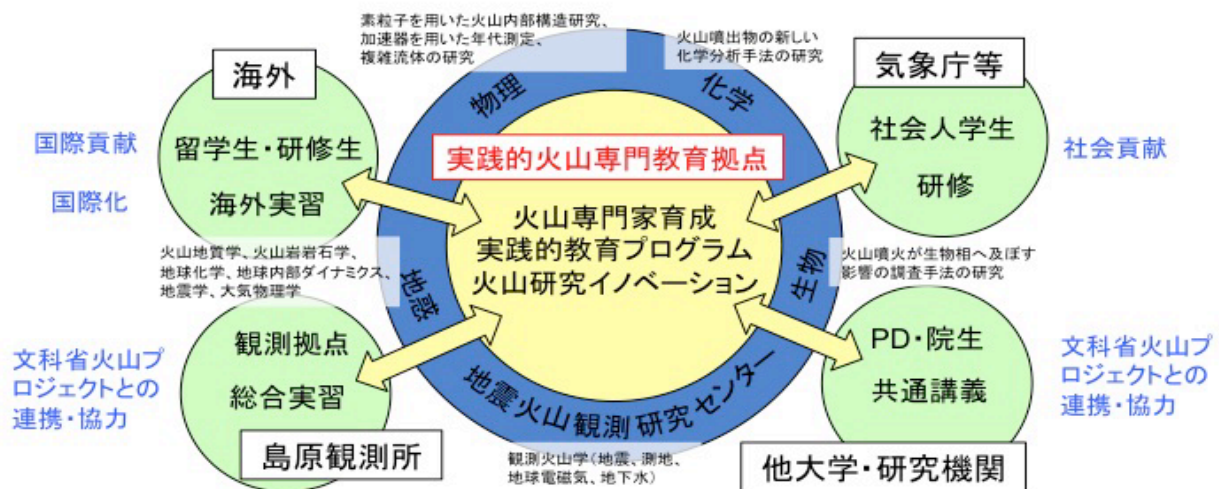 素粒子を用いた火山内部構造研究、
加速器を用いた年代測定、
複雑流体の研究
火山噴出物の新しい
化学分析手法の研究
海外
気象庁等
物理
化学
国際貢献
国際化
留学生・研修生
海外実習
実践的火山専門教育拠点
社会人学生
研修
社会貢献
火山専門家育成
実践的教育プログラム
火山研究イノベーション
火山地質学、火山岩岩石学、
地球化学、地球内部ダイナミクス、
地震学、大気物理学
地惑
生物
火山噴火が生物相へ及ぼす
影響の調査手法の研究
文科省火山プ
ロジェクトとの
連携・協力
観測拠点
総合実習
島原観測所
地震火山観測研究センター
観測火山学(地震、測地、
地球電磁気、地下水)
PD・院生
共通講義
他大学・研究機関
文科省火山プ
ロジェクトとの
連携・協力